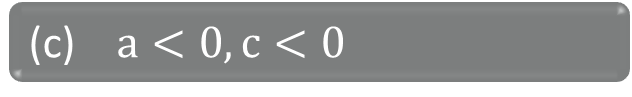 (c) a < 0, c < 0